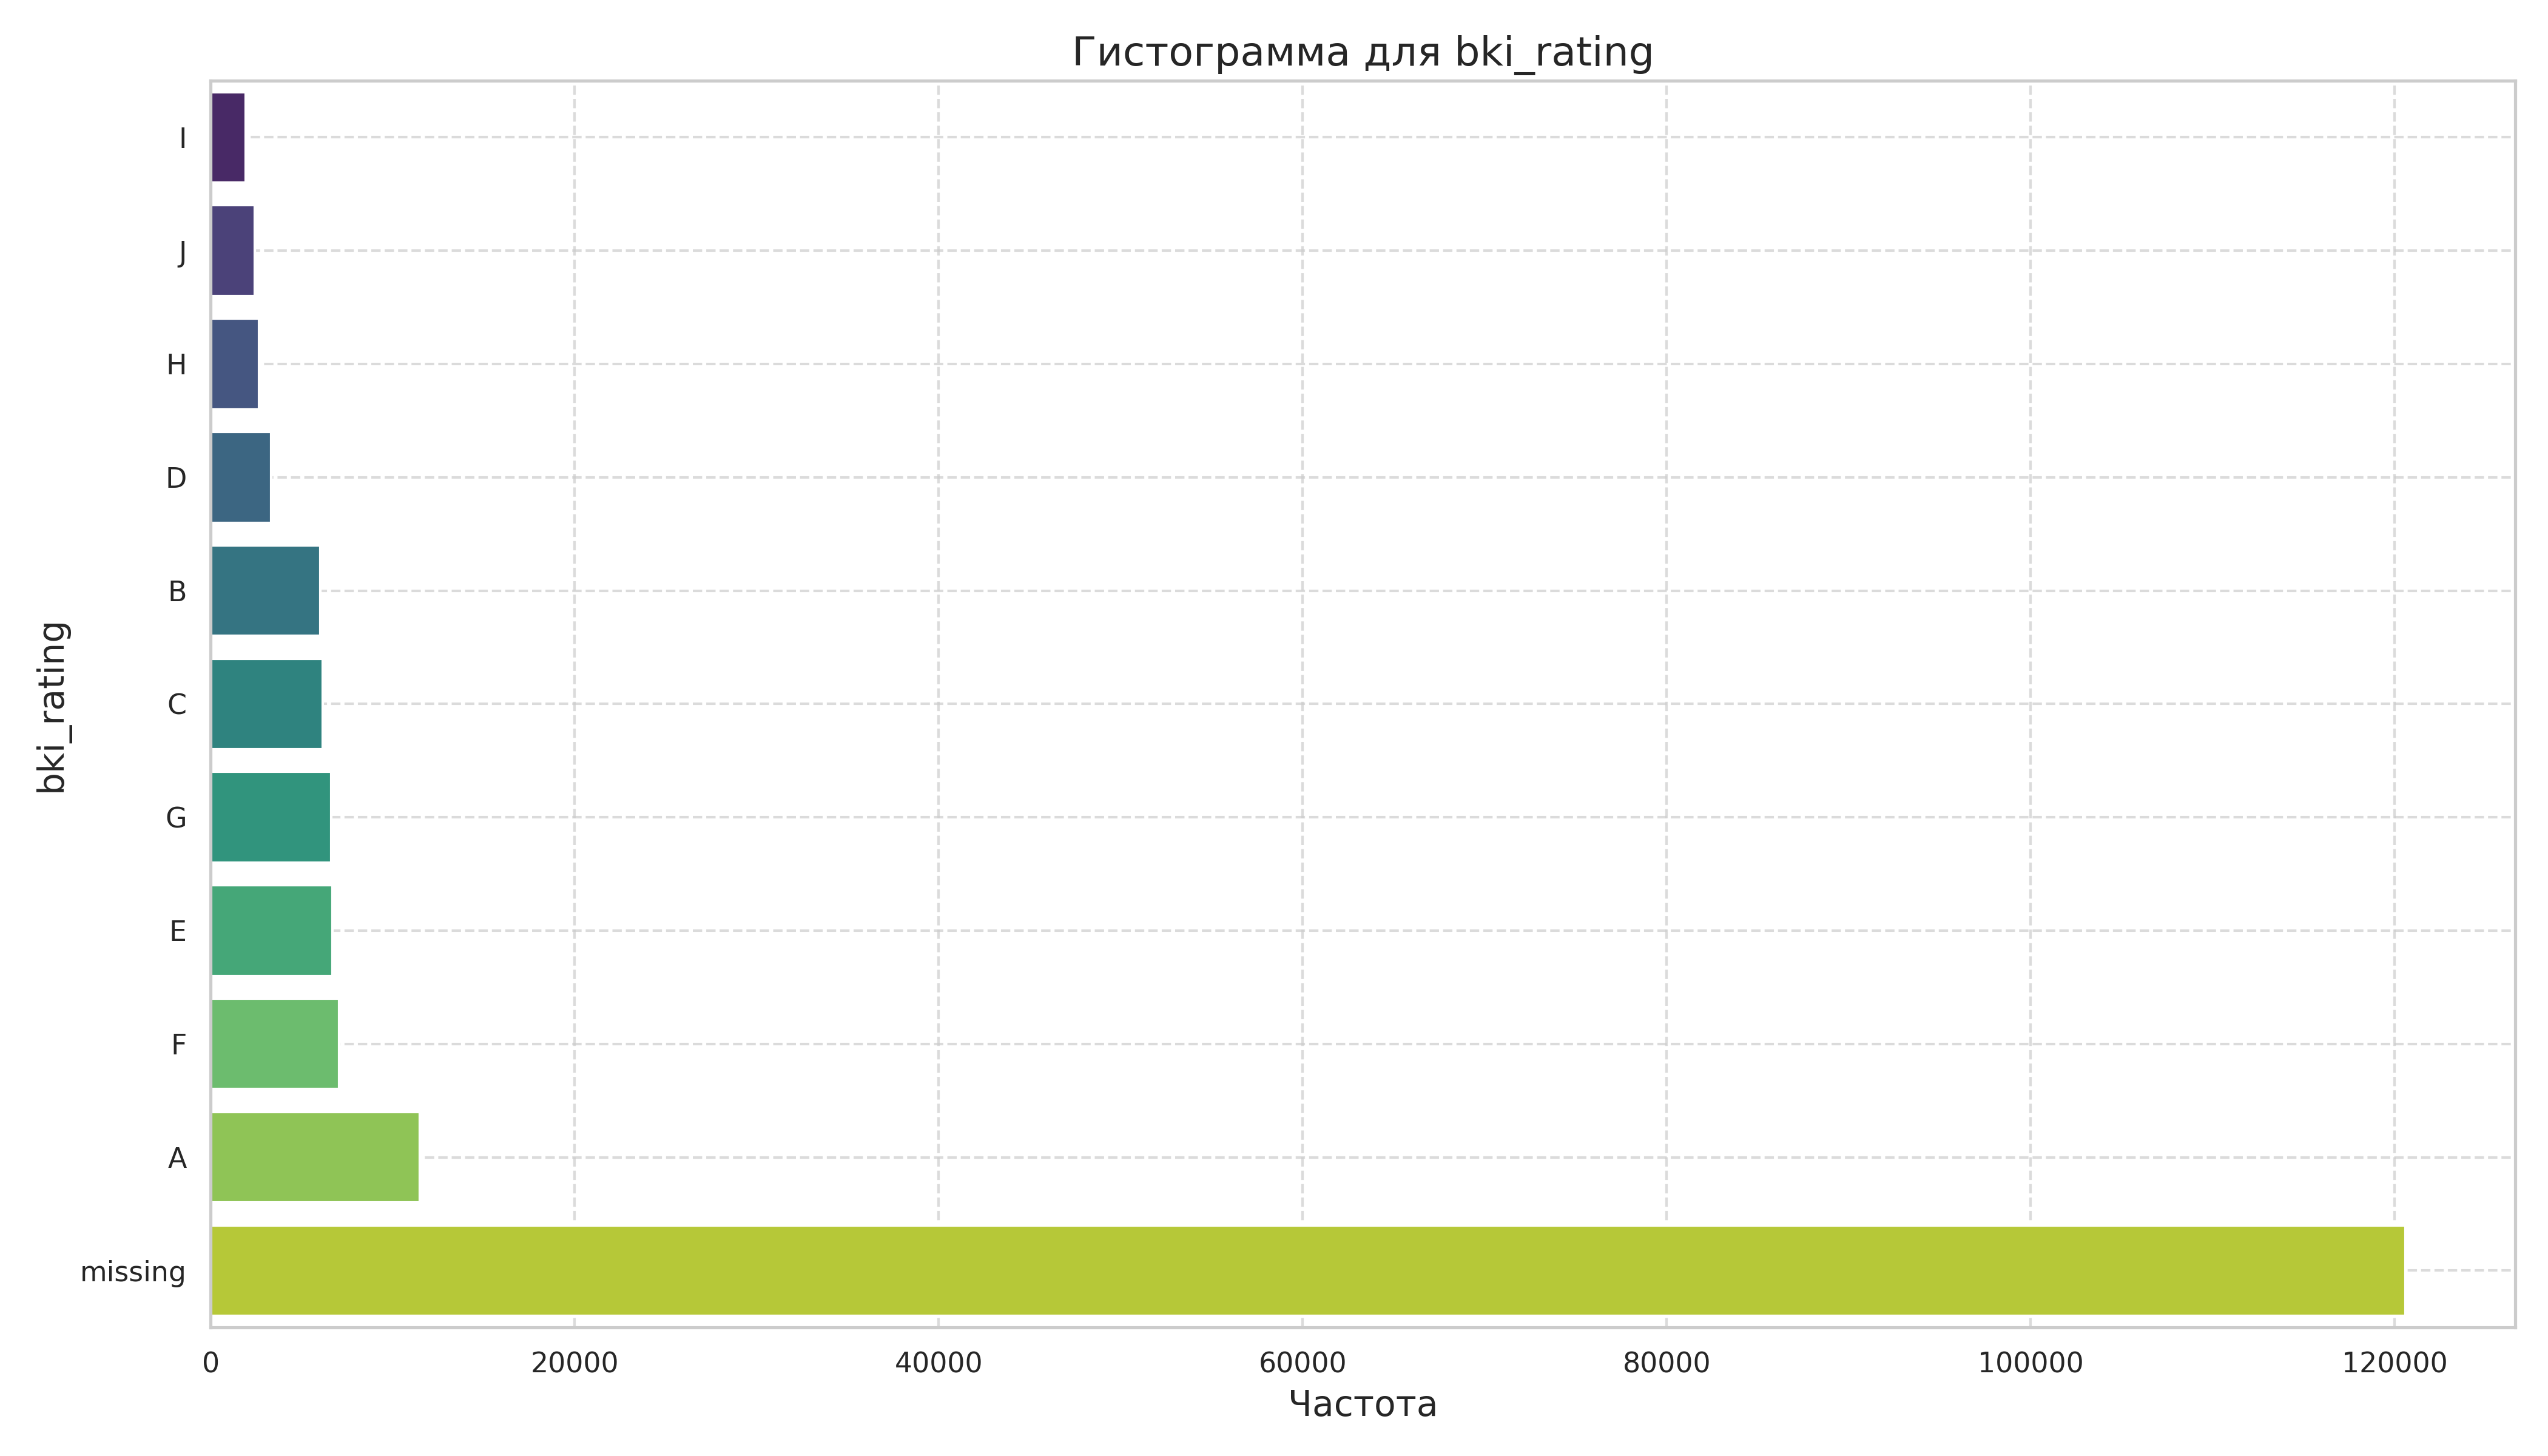 Гистограмма для bki_rating
I
J
H
D
B
C
G
E
F
A
missing
bki_rating
0 20000 40000 60000 80000 100000 120000
Частота